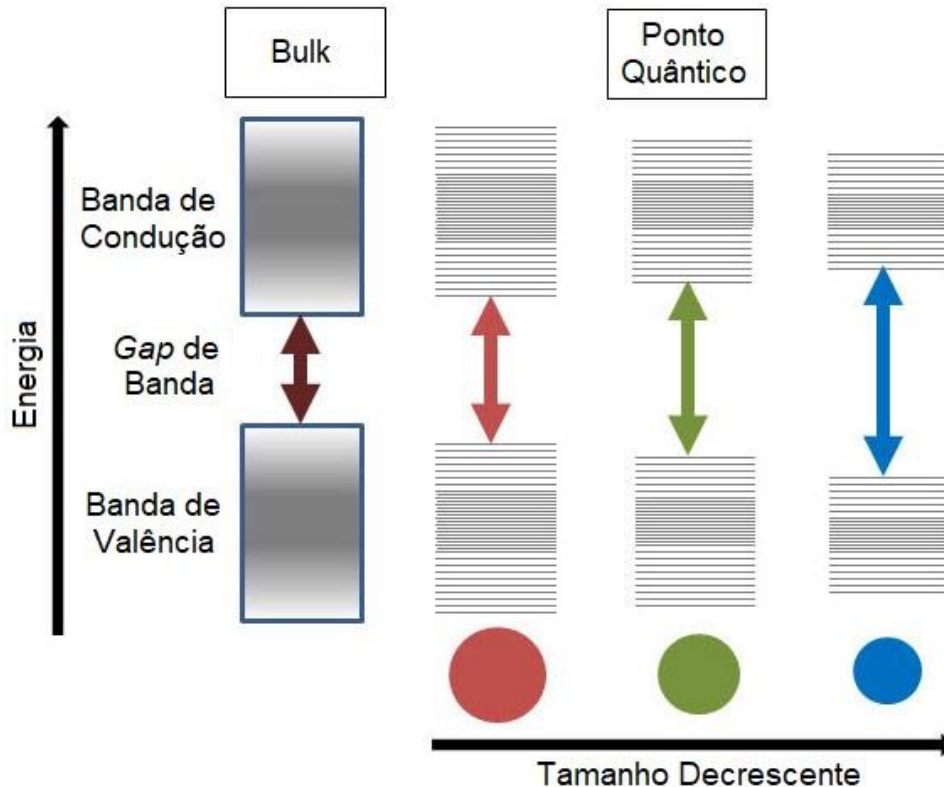 Bulk
Ponto
Quântico
Banda de
Condução
Gap de
Banda
Energia
Banda de
Valência
Tamanho Decrescente